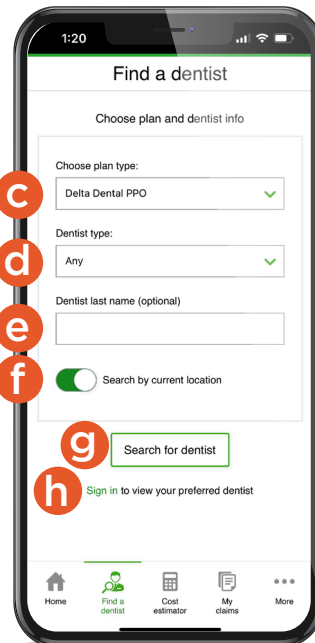 1:20
Find a dentist
Choose plan and dentist info
Choose plan type:
c
Delta Dental PPO
Dentist type:
d
Any
Dentist last name (optional)
e
f
Search by current location
g
Search for dentist
h
Sign in to view your preferred dentist
Home
Find a
dentist
Cost
estimator
My
claims
More